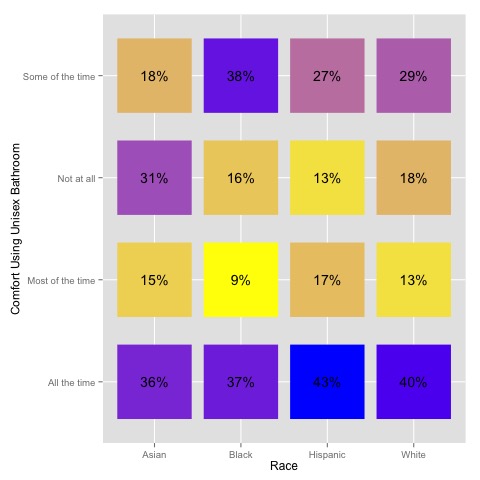 Comfort Using Unisex Bathroom
Some of the time 18% 38% 27% 29%
Not at all 31% 16% 13% 18%
Most of the time 15% 9% 17% 13%
All the time 36% 37% 43% 40%
Asian Black Hispanic White
Race